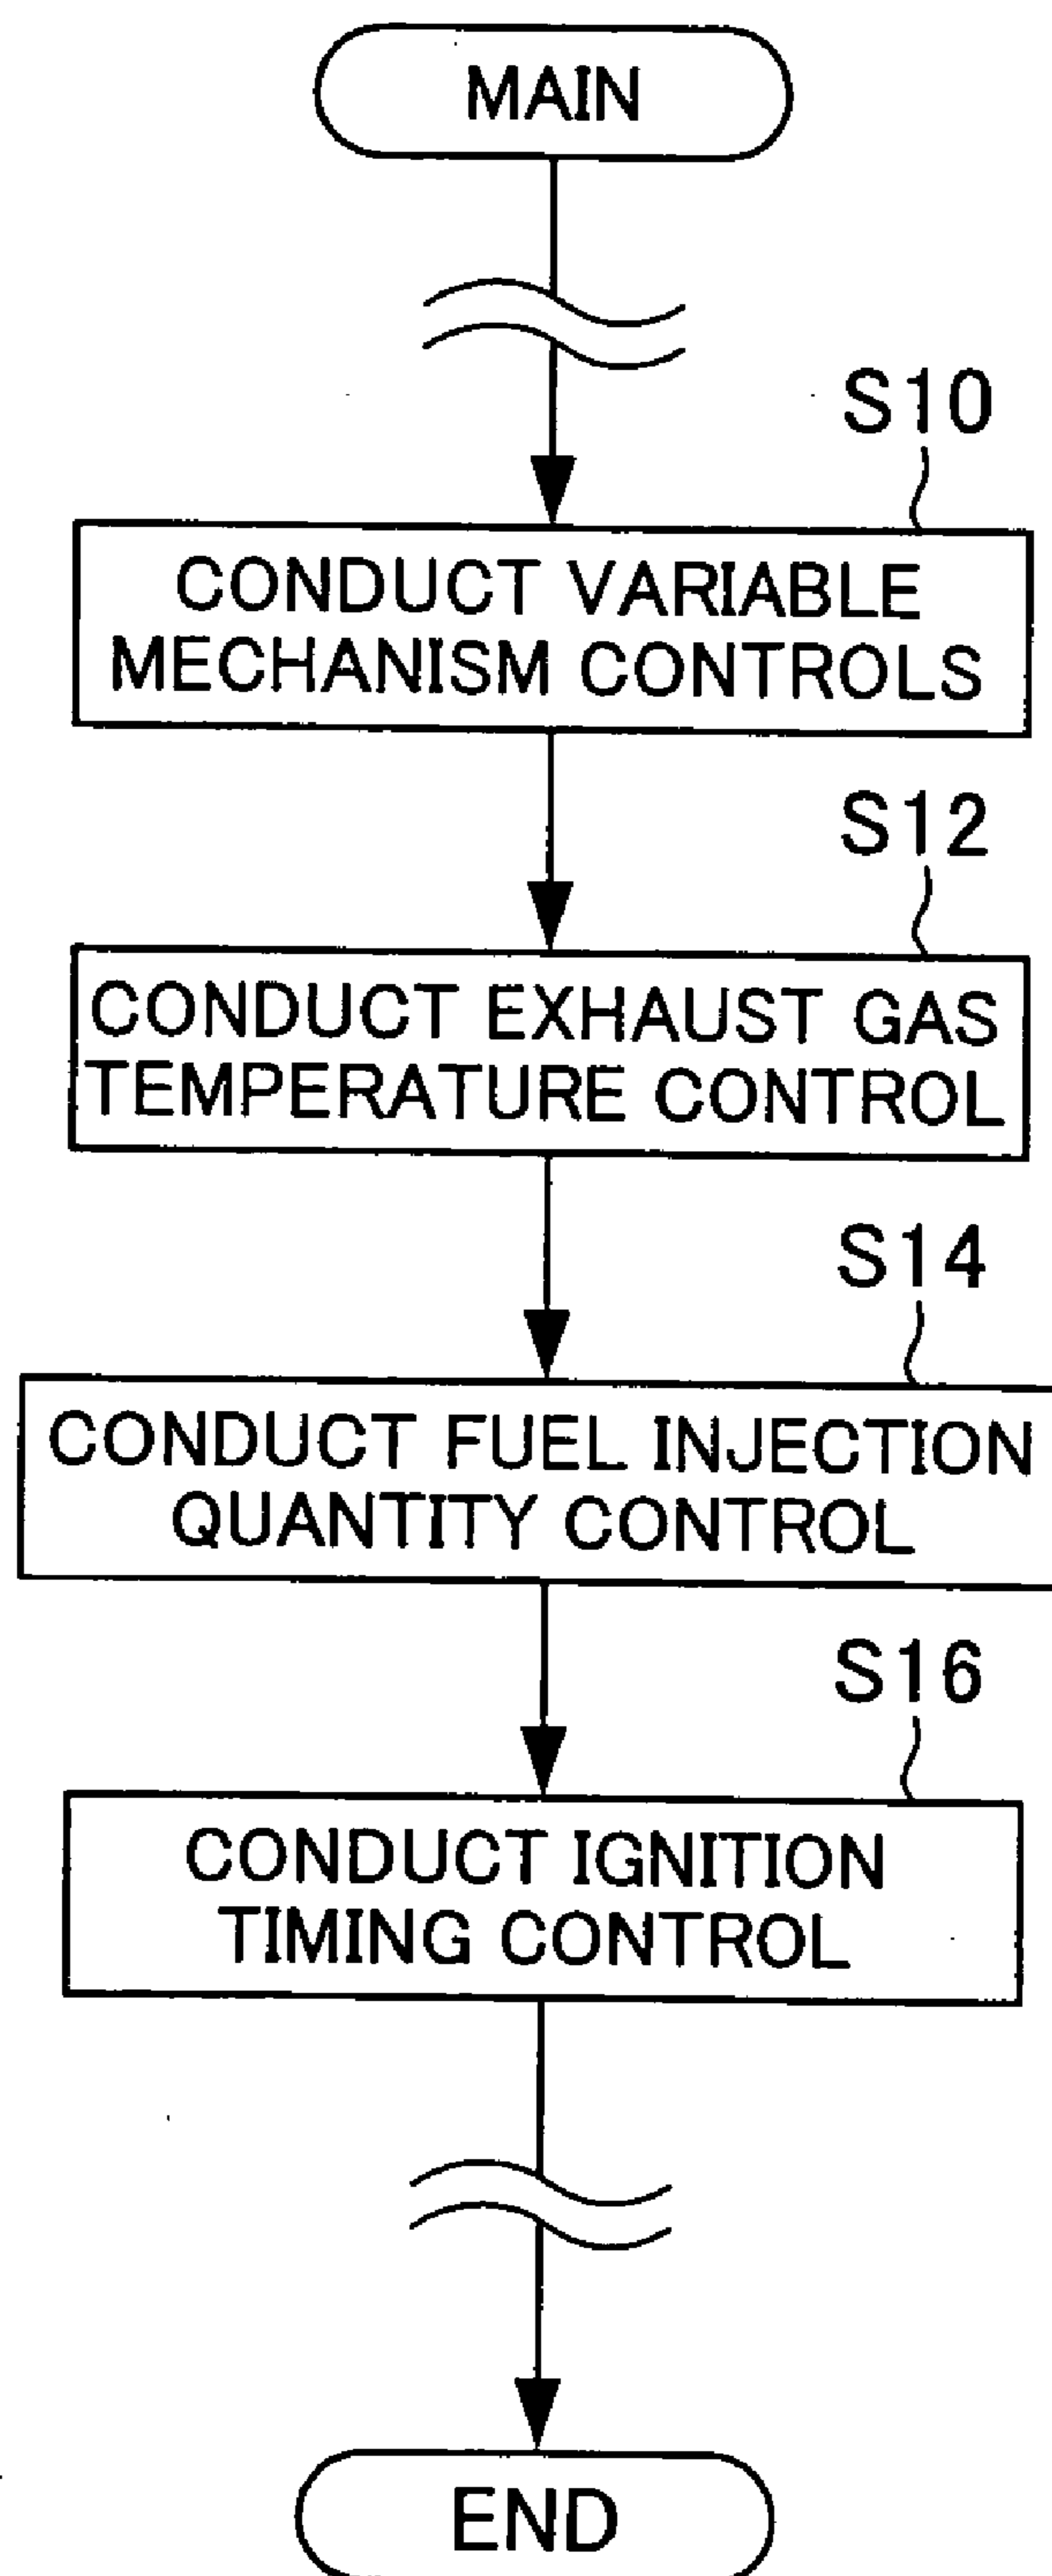 MAIN
S10
CONDUCT VARIABLE
MECHANISM CONTROLS
S12
CONDUCT EXHAUST GAS
TEMPERATURE CONTROL
S14
CONDUCT FUEL INJECTION
QUANTITY CONTROL
S16
CONDUCT IGNITION
TIMING CONTROL
END